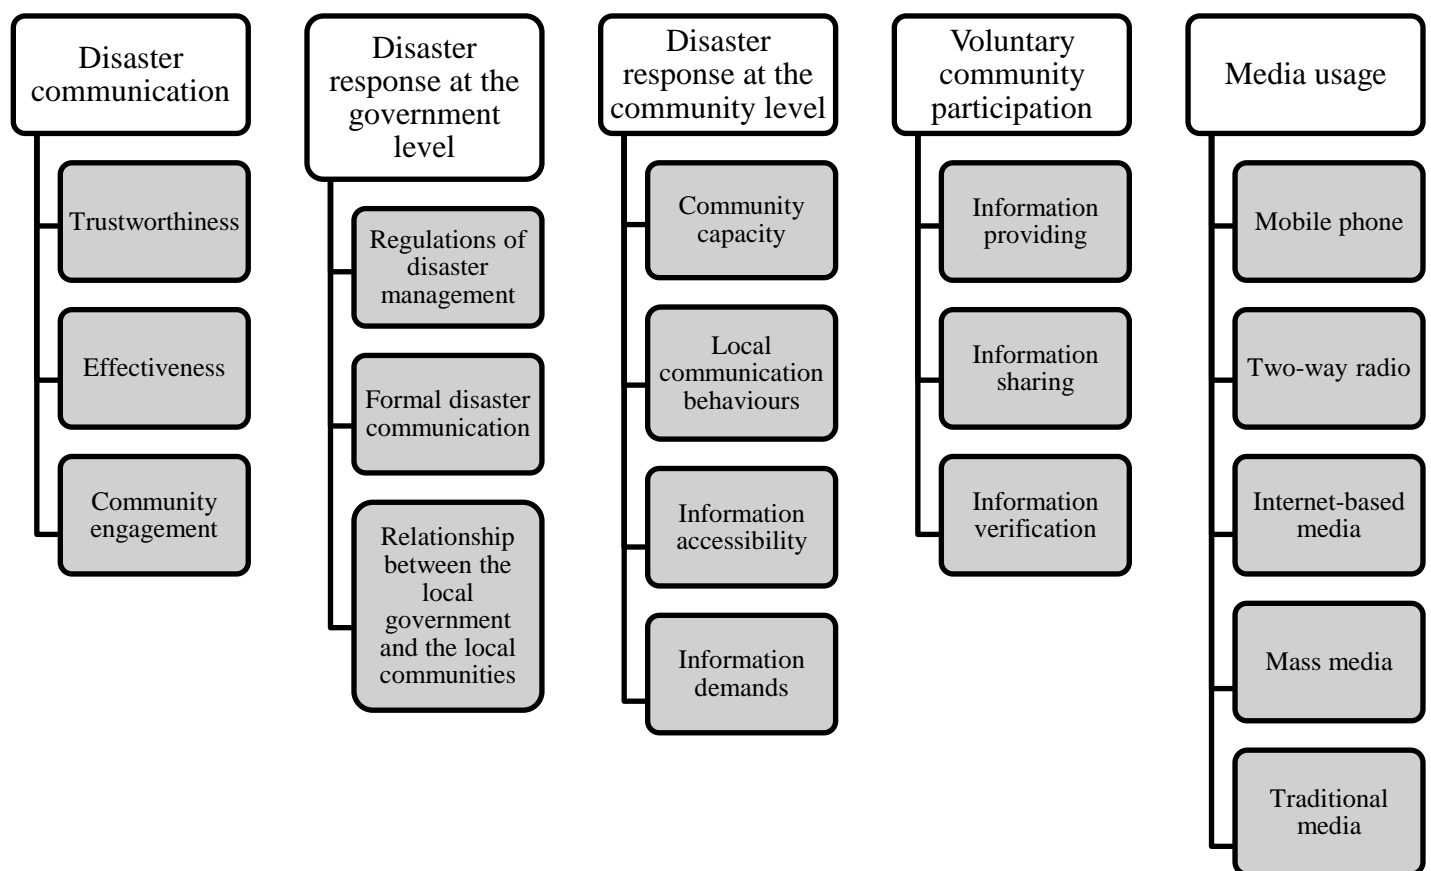 Disaster
communication
Trustworthiness
Effectiveness
Community
engagement
Disaster
response at the
government
level
Regulations of
disaster
management
Formal disaster
communication
Relationship
between the
local
government
and the local
communities
Disaster
response at the
community level
Community
capacity
Local
communication
behaviours
Information
accessibility
Information
demands
Voluntary
community
participation
Information
providing
Information
sharing
Information
verification
Media usage
Mobile phone
Two-way radio
Internet-based
media
Mass media
Traditional
media